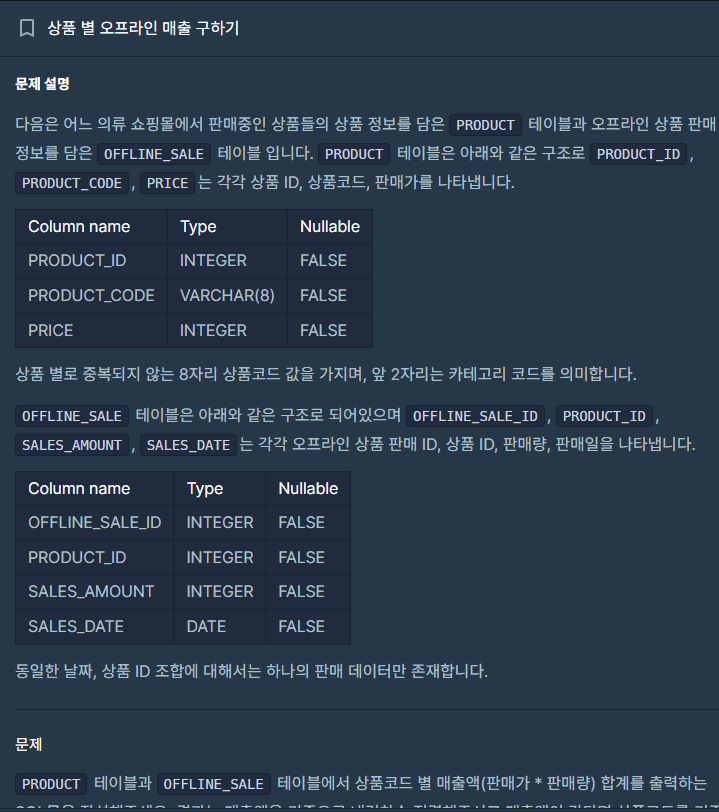 상품 별 오프라인 매출 구하기
문제 설명
다음은 어느 의류 쇼핑몰에서 판매중인 상품들의 상품 정보를 담은 PRODUCT 테이블과 오프라인 상품 판매
정보를 담은 OFFLINE_SALE 테이블 입니다. PRODUCT 테이블은 아래와 같은 구조로 PRODUCT_ID ,
PRODUCT_CODE , PRICE 는 각각 상품 ID, 상품코드, 판매가를 나타냅니다.
Column name Type Nullable
PRODUCT_ID INTEGER FALSE
PRODUCT_CODE VARCHAR(8) FALSE
PRICE INTEGER FALSE
상품 별로 중복되지 않는 8자리 상품코드 값을 가지며, 앞 2자리는 카테고리 코드를 의미합니다.
OFFLINE_SALE 테이블은 아래와 같은 구조로 되어있으며 OFFLINE_SALE_ID , PRODUCT_ID ,
SALES_AMOUNT , SALES_DATE 는 각각 오프라인 상품 판매 ID, 상품 ID, 판매량, 판매일을 나타냅니다.
Column name Type Nullable
OFFLINE_SALE_ID INTEGER FALSE
PRODUCT_ID INTEGER FALSE
SALES_AMOUNT INTEGER FALSE
SALES_DATE DATE FALSE
동일한 날짜, 상품 ID 조합에 대해서는 하나의 판매 데이터만 존재합니다.
문제
PRODUCT 테이블과 OFFLINE_SALE 테이블에서 상품코드 별 매출액(판매가 * 판매량) 합계를 출력하는